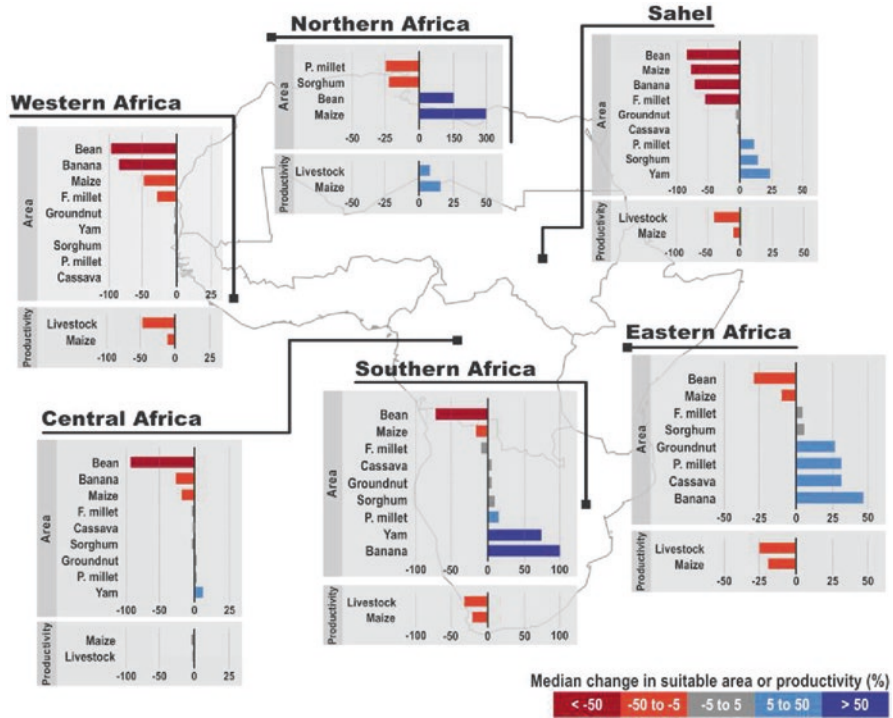 Northern Africa
Area
P. millet
Sorghum
Bean
Maize
-50 -25 0 150 300
Productivity
Livestock
Maize
-50 -25 0 25 50
Sahel
Area
Bean
Maize
Banana
F. millet
Groundnut
Cassava
P. millet
Sorghum
Yam
-100 -50 0 50 100
Productivity
Livestock
Maize
-100 -50 0 50
Western Africa
Area
Bean
Banana
Maize
F. millet
Groundnut
Yam
Sorghum
P. millet
Cassava
-100 -50 0 25
Productivity
Livestock
Maize
-100 -50 0 25
Central Africa
Area
Bean
Banana
Maize
F. millet
Cassava
Sorghum
Groundnut
P. millet
Yam
-100 -50 0 25
Productivity
Maize
Livestock
-100 -50 0 25
Southern Africa
Area
Bean
Maize
F. millet
Cassava
Groundnut
Sorghum
P. millet
Yam
Banana
-100 -50 0 50 100
Productivity
Livestock
Maize
-100 -50 0 50 100
Eastern Africa
Area
Bean
Maize
F. millet
Sorghum
Groundnut
P. millet
Cassava
Banana
-50 -25 0 25 50
Productivity
Livestock
Maize
-50 -25 0 25 50
Median change in suitable area or productivity (%)
< -50 -50 to -5 -5 to 5 5 to 50 > 50